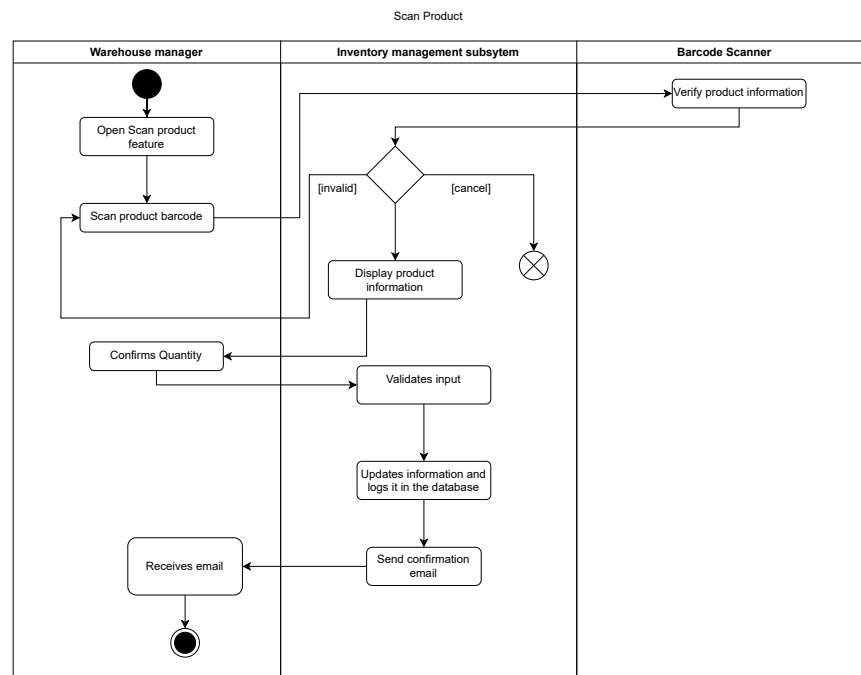 Scan Product
Warehouse manager
Inventory management subsytem
Barcode Scanner
Verify product information
Open Scan product
feature
[invalid]
[cancel]
Scan product barcode
Display product
information
Confirms Quantity
Validates input
Updates information and
logs it in the database
Receives email
Send confirmation
email